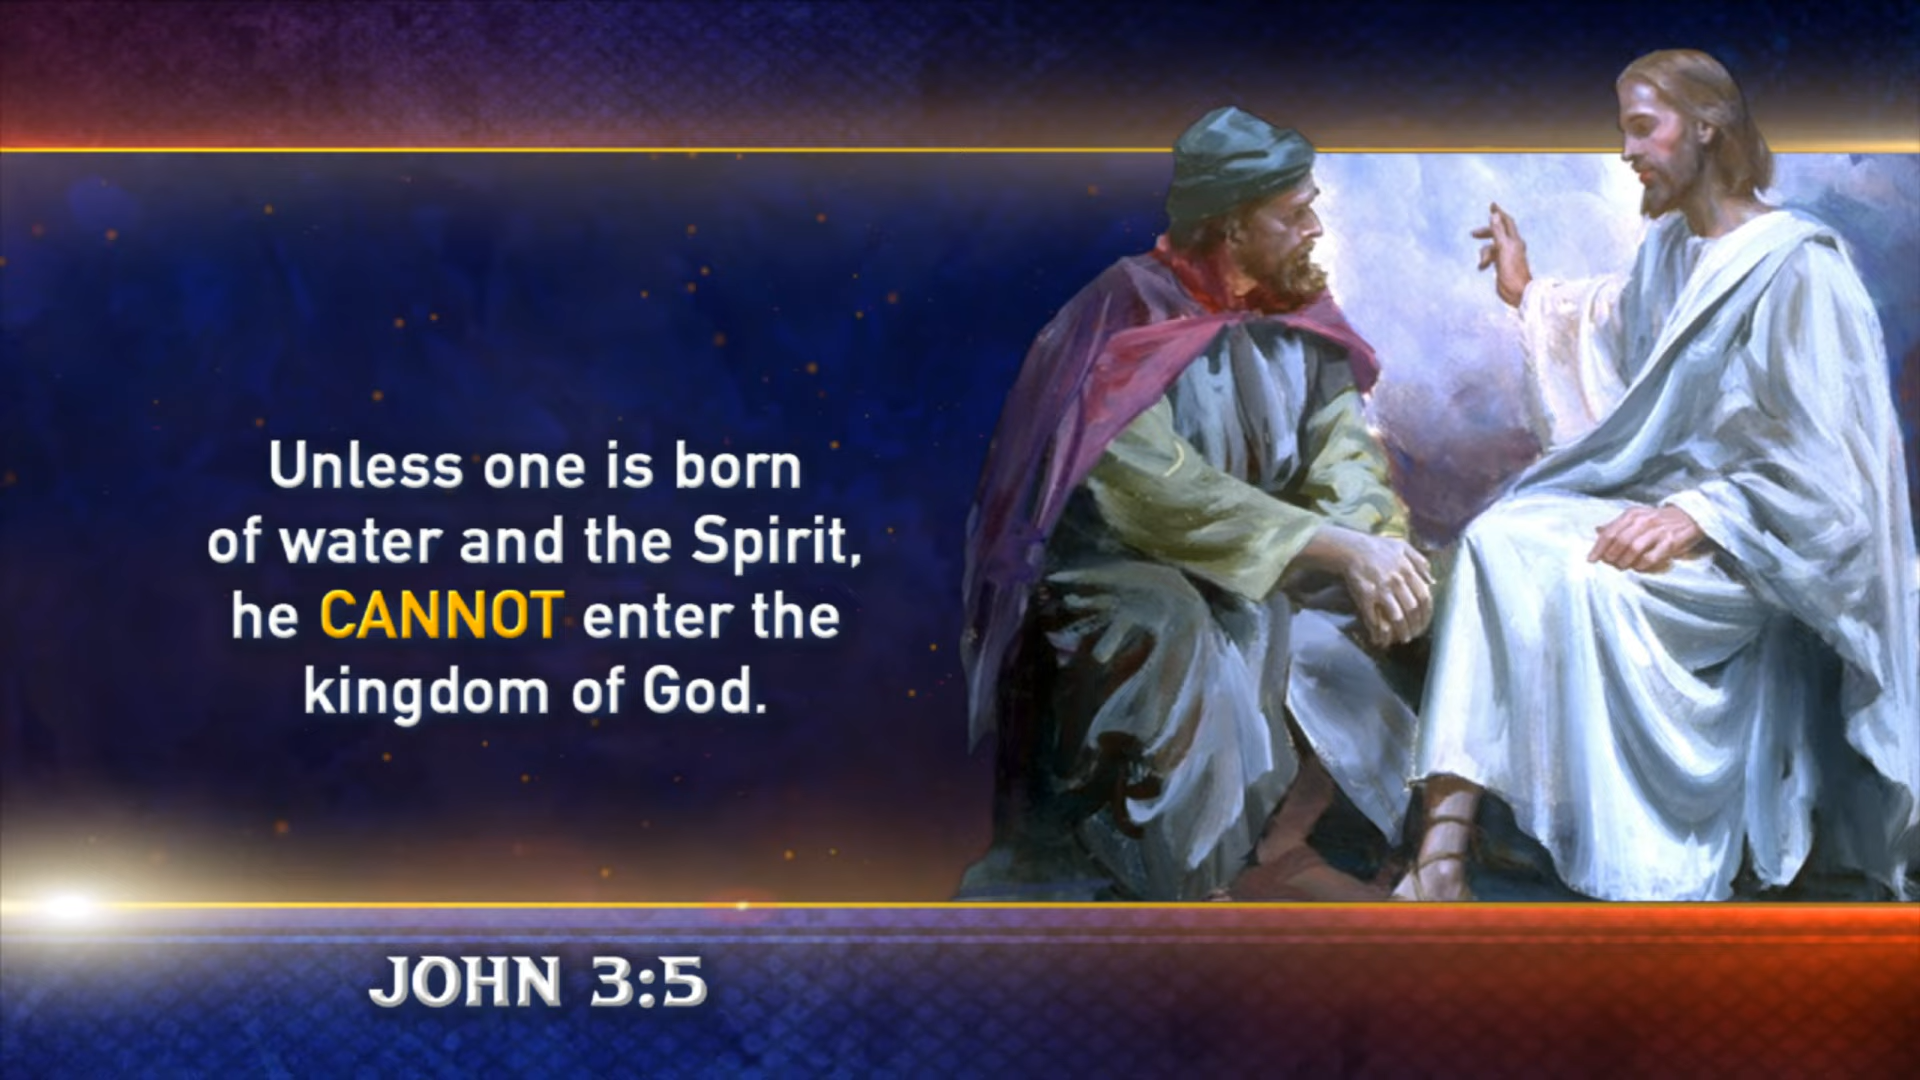 Unless one is born
of water and the Spirit,
he CANNOT enter the
kingdom of God.
JOHN 3:5